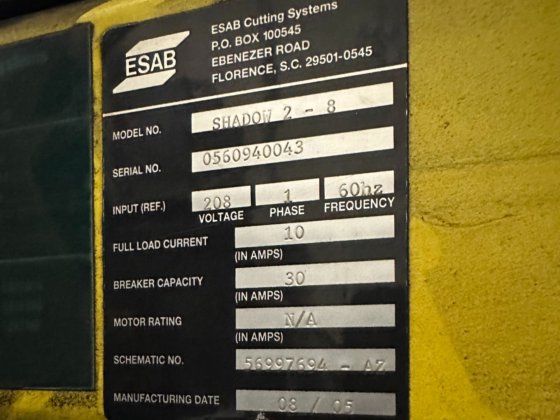 ESAB
ESAB Cutting Systems
P.O. BOX 100545
EBENEZER ROAD
FLORENCE, S.C. 29501-0545
MODEL NO. SHADOW 2 - 8
SERIAL NO. 0560940043
INPUT (REF.) 208 1 60hz
VOLTAGE PHASE FREQUENCY
FULL LOAD CURRENT 10
(IN AMPS)
BREAKER CAPACITY 30
(IN AMPS)
MOTOR RATING N/A
(IN AMPS)
SCHEMATIC NO. 56997694 - AZ
MANUFACTURING DATE 08 / 05